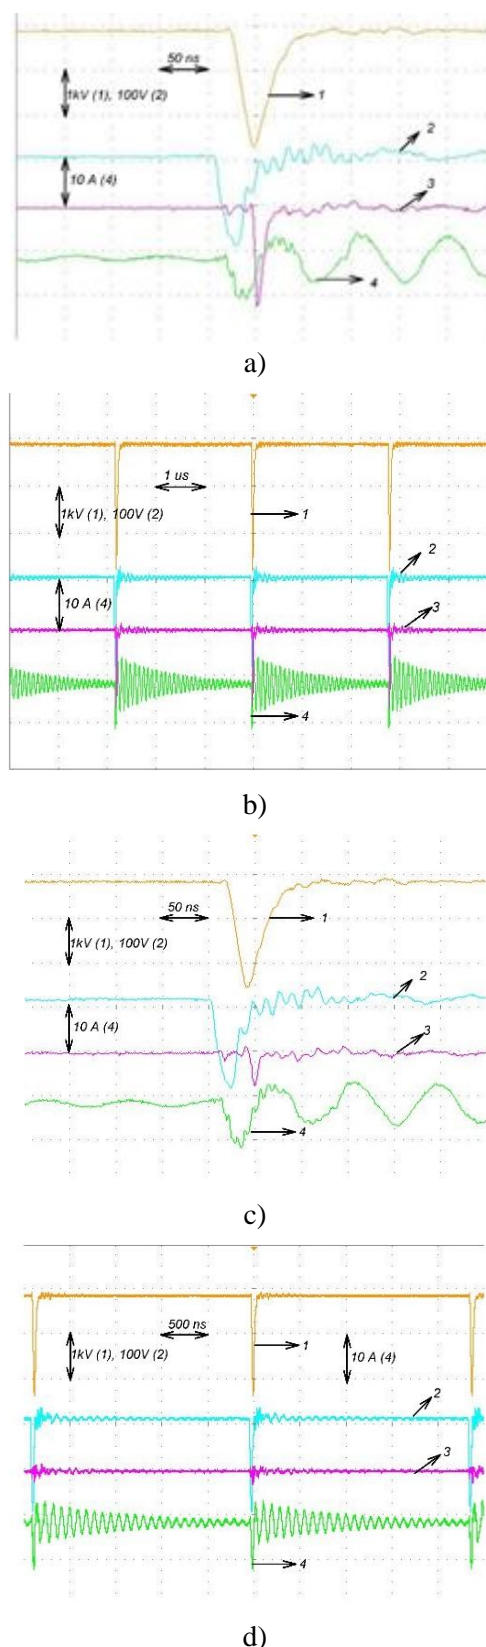 50 ns
1
1kV (1), 100V (2)
2
10 A (4)
3
4
a)
1 us
1kV (1), 100V (2)
1
2
10 A (4)
3
4
b)
50 ns
1
1kV (1), 100V (2)
2
10 A (4)
3
4
c)
500 ns
1
1kV (1), 100V (2)
10 A (4)
2
3
4
d)